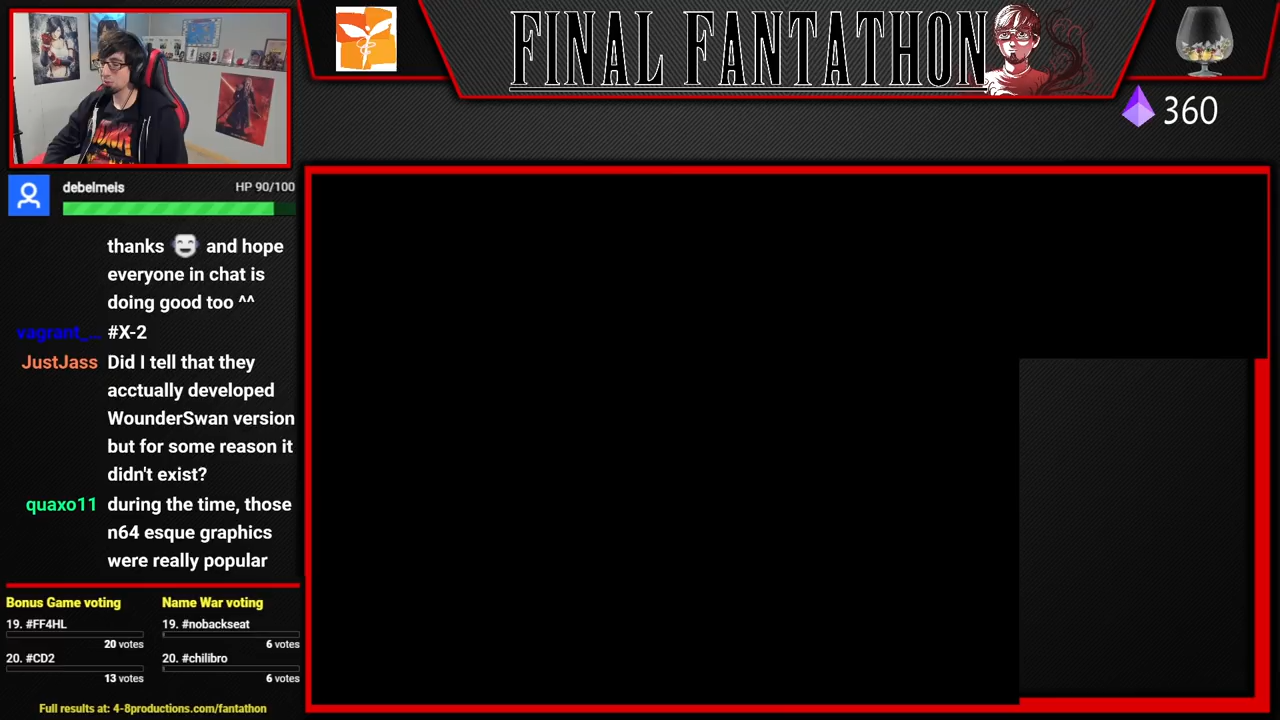 FINAL FANTATHON
360
debelmeis
HP 90/100
thanks and hope
everyone in chat is
doing good too ^^
vagrant_... #X-2
JustJass Did I tell that they
acctually developed
WounderSwan version
but for some reason it
didn't exist?
quaxo11 during the time, those
n64 esque graphics
were really popular
Bonus Game voting
19. #FF4HL
20 votes
20. #CD2
13 votes
Name War voting
19. #nobackseat
6 votes
20. #chilibro
6 votes
Full results at: 4-8productions.com/fantathon